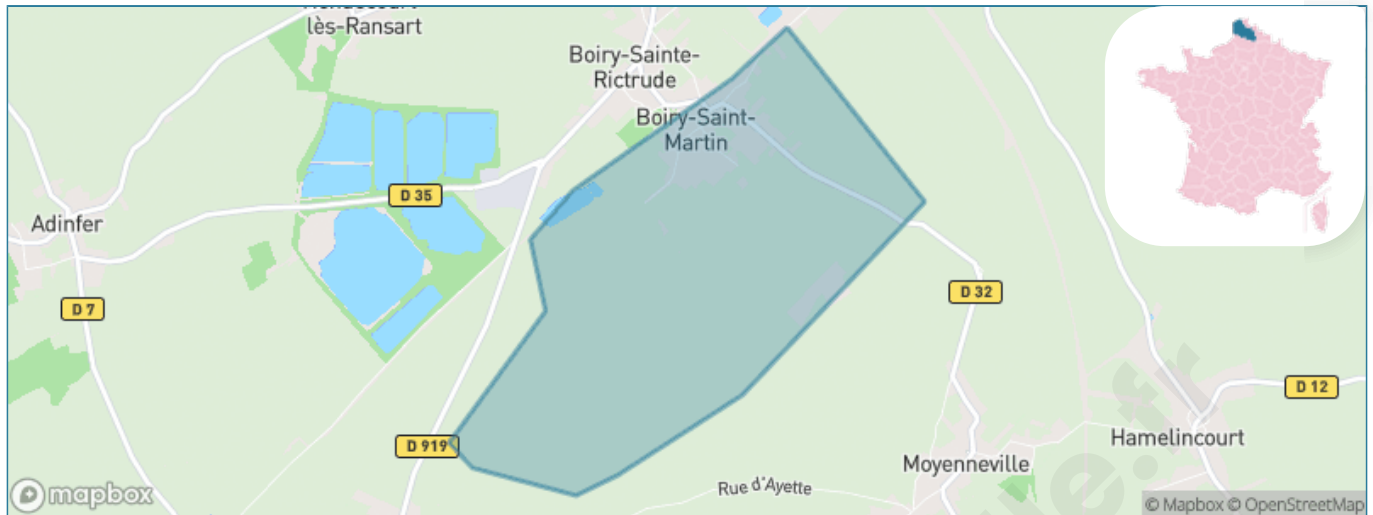 lès-Ransart
Boiry-Sainte-
Rictrude
Boiry-Saint-
Martin
D 35
Adinfer
D 7
D 32
D 12
D 919
Hamelincourt
Moyenneville
Rue d'Ayette
mapbox
© Mapbox © OpenStreetMap